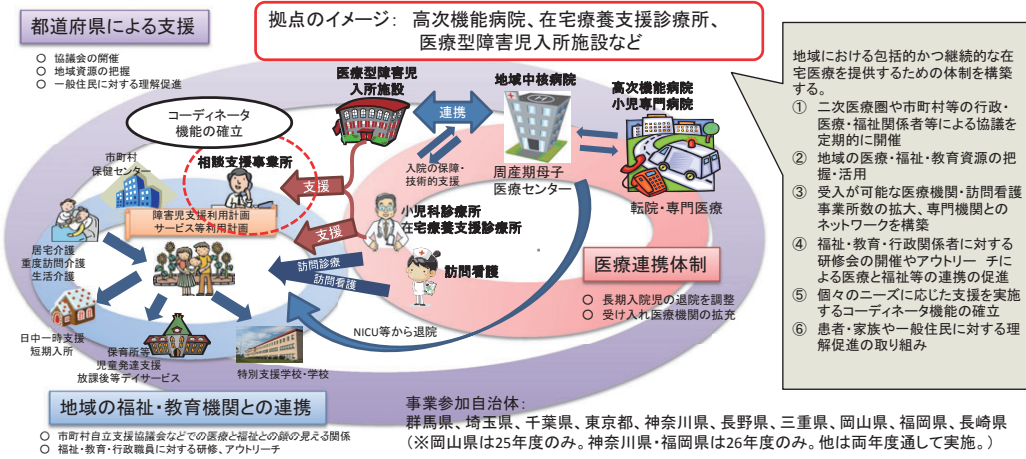 都道府県による支援
○ 協議会の開催
○ 地域資源の把握
○ 一般住民に対する理解促進
拠点のイメージ： 高次機能病院、在宅療養支援診療所、
医療型障害児入所施設など
医療型障害児
入所施設
連携
地域中核病院
高次機能病院
小児専門病院
コーディネータ
機能の確立
相談支援事業所
市町村
保健センター
支援
入院の保障・
技術的支援
周産期母子
医療センター
転院・専門医療
障害児支援利用計画
サービス等利用計画
小児科診療所
在宅療養支援診療所
支援
居宅介護
重度訪問介護
生活介護
訪問診療
訪問看護
訪問看護
医療連携体制
○ 長期入院児の退院を調整
○ 受け入れ医療機関の拡充
NICU等から退院
日中一時支援
短期入所
保育所等
児童発達支援
放課後等デイサービス
特別支援学校・学校
地域の福祉・教育機関との連携
○ 市町村自立支援協議会などでの医療と福祉との顔の見える関係
○ 福祉・教育・行政職員に対する研修、アウトリーチ
事業参加自治体：
群馬県、埼玉県、千葉県、東京都、神奈川県、長野県、三重県、岡山県、福岡県、長崎県
（※岡山県は25年度のみ。神奈川県・福岡県は26年度のみ。他は両年度通して実施。）
地域における包括的かつ継続的な在
宅医療を提供するための体制を構築
する。
① 二次医療圏や市町村等の行政・
医療・福祉関係者等による協議を
定期的に開催
② 地域の医療・福祉・教育資源の把
握・活用
③ 受入が可能な医療機関・訪問看護
事業所数の拡大、専門機関との
ネットワークを構築
④ 福祉・教育・行政関係者に対する
研修会の開催やアウトリー チに
よる医療と福祉等の連携の促進
⑤ 個々のニーズに応じた支援を実施
するコーディネータ機能の確立
⑥ 患者・家族や一般住民に対する理
解促進の取り組み